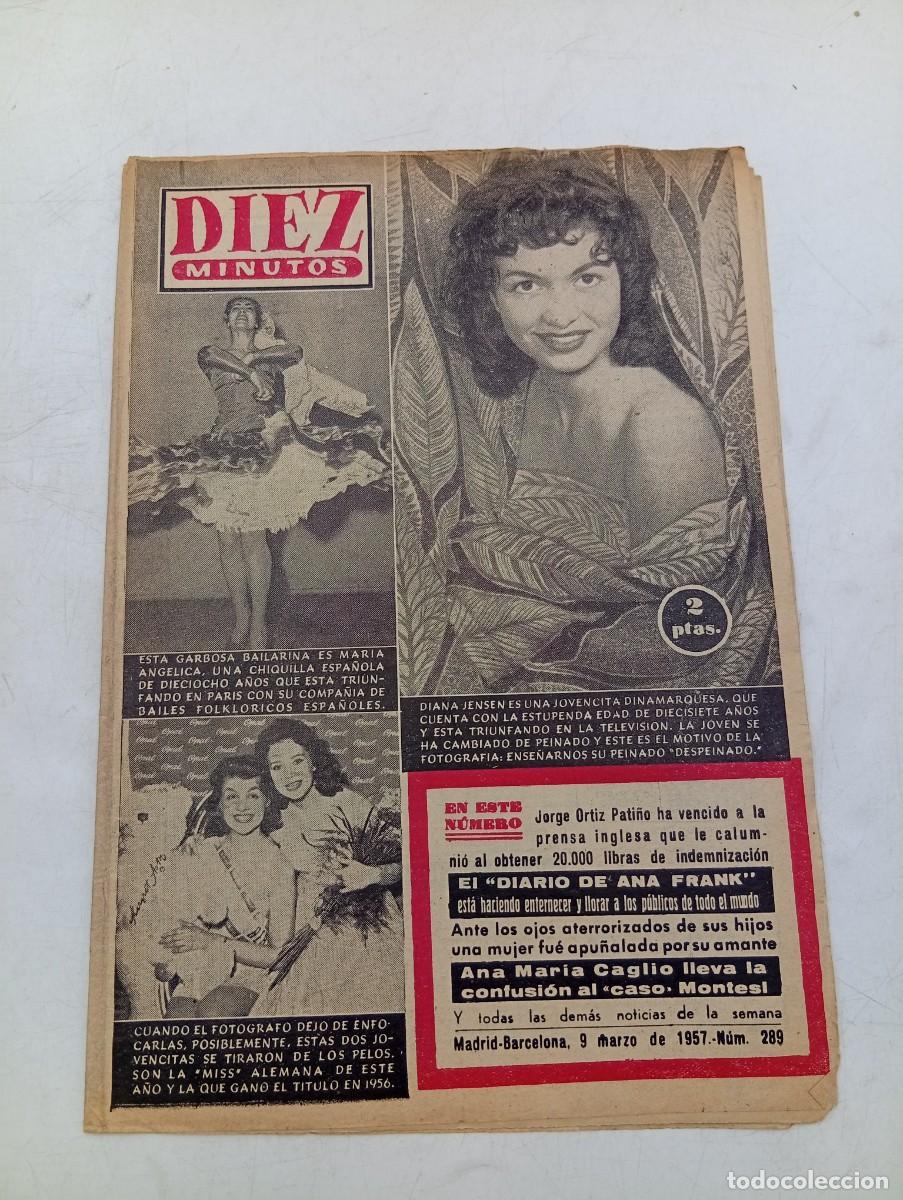 DIEZ
MINUTOS
ESTA GARBOSA BAILARINA ES MARIA
ANGELICA, UNA CHIQUILLA ESPAÑOLA
DE DIECIOCHO AÑOS QUE ESTA TRIUN-
FANDO EN PARIS CON SU COMPAÑIA DE
BAILES FOLKLORICOS ESPAÑOLES.
2
ptas.
DIANA JENSEN ES UNA JOVENCITA DINAMARQUESA, QUE
CUENTA CON LA ESTUPENDA EDAD DE DIECISIETE AÑOS
Y ESTA TRIUNFANDO EN LA TELEVISION. LA JOVEN SE
HA CAMBIADO DE PEINADO Y ESTE ES EL MOTIVO DE LA
FOTOGRAFIA: ENSEÑARNOS SU PEINADO "DESPEINADO."
Opal Opal Opal
CUANDO EL FOTOGRAFO DEJO DE ENFO-
CARLAS, POSIBLEMENTE, ESTAS DOS JO-
VENCITAS SE TIRARON DE LOS PELOS.
SON LA "MISS" ALEMANA DE ESTE
AÑO Y LA QUE GANO EL TITULO EN 1956.
EN ESTE
NÚMERO
Jorge Ortiz Patiño ha vencido a la
prensa inglesa que le calum-
nió al obtener 20.000 libras de indemnización
El "DIARIO DE ANA FRANK"
está haciendo enternecer y llorar a los públicos de todo el mundo
Ante los ojos aterrorizados de sus hijos
una mujer fué apuñalada por su amante
Ana María Caglio lleva la
confusión al «caso» Montesi
Y todas las demás noticias de la semana
Madrid-Barcelona, 9 marzo de 1957.-Núm. 289
todocoleccion